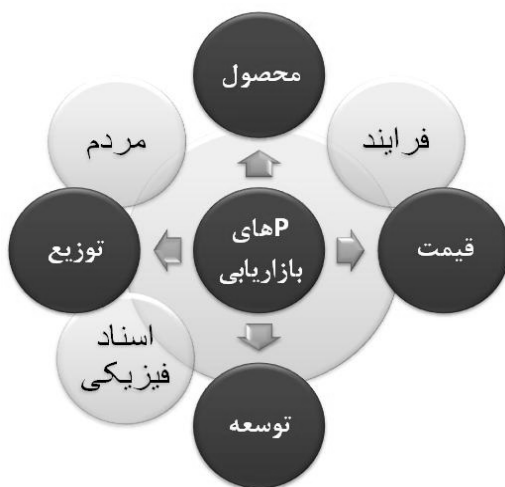 محصول
فرایند
مردم
Pهای
بازاریابی
قیمت
توزیع
اسناد
فیزیکی
توسعه